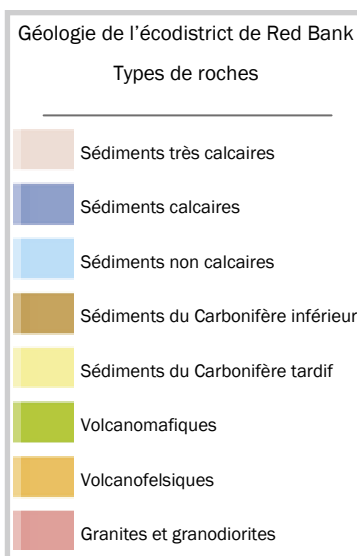 Géologie de l’écodistrict de Red Bank
Types de roches
Sédiments très calcaires
Sédiments calcaires
Sédiments non calcaires
Sédiments du Carbonifère inférieur
Sédiments du Carbonifère tardif
Volcanomafiques
Volcanofelsiques
Granites et granodiorites